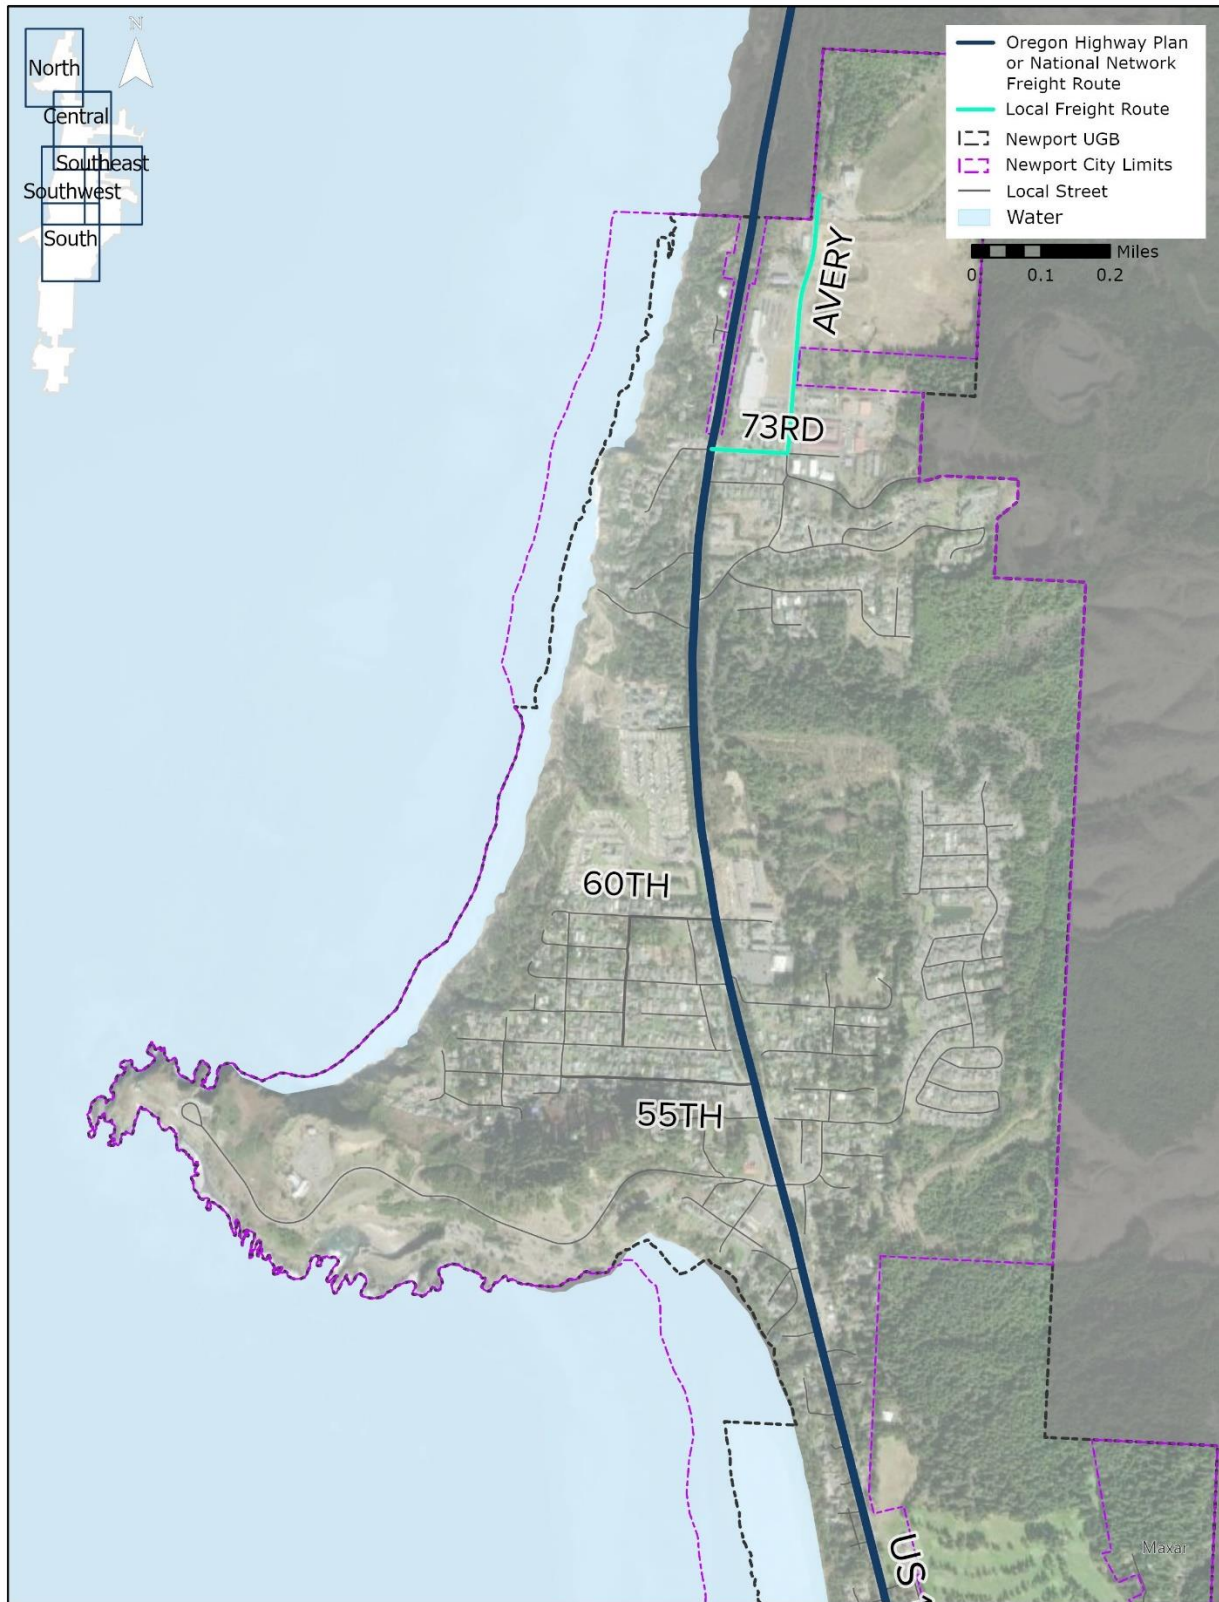 N
North
Central
Southeast
Southwest
South
Oregon Highway Plan
or National Network
Freight Route
Local Freight Route
Newport UGB
Newport City Limits
Local Street
Water
Miles
0 0.1 0.2
AVERY
73RD
60TH
55TH
US
Maxar